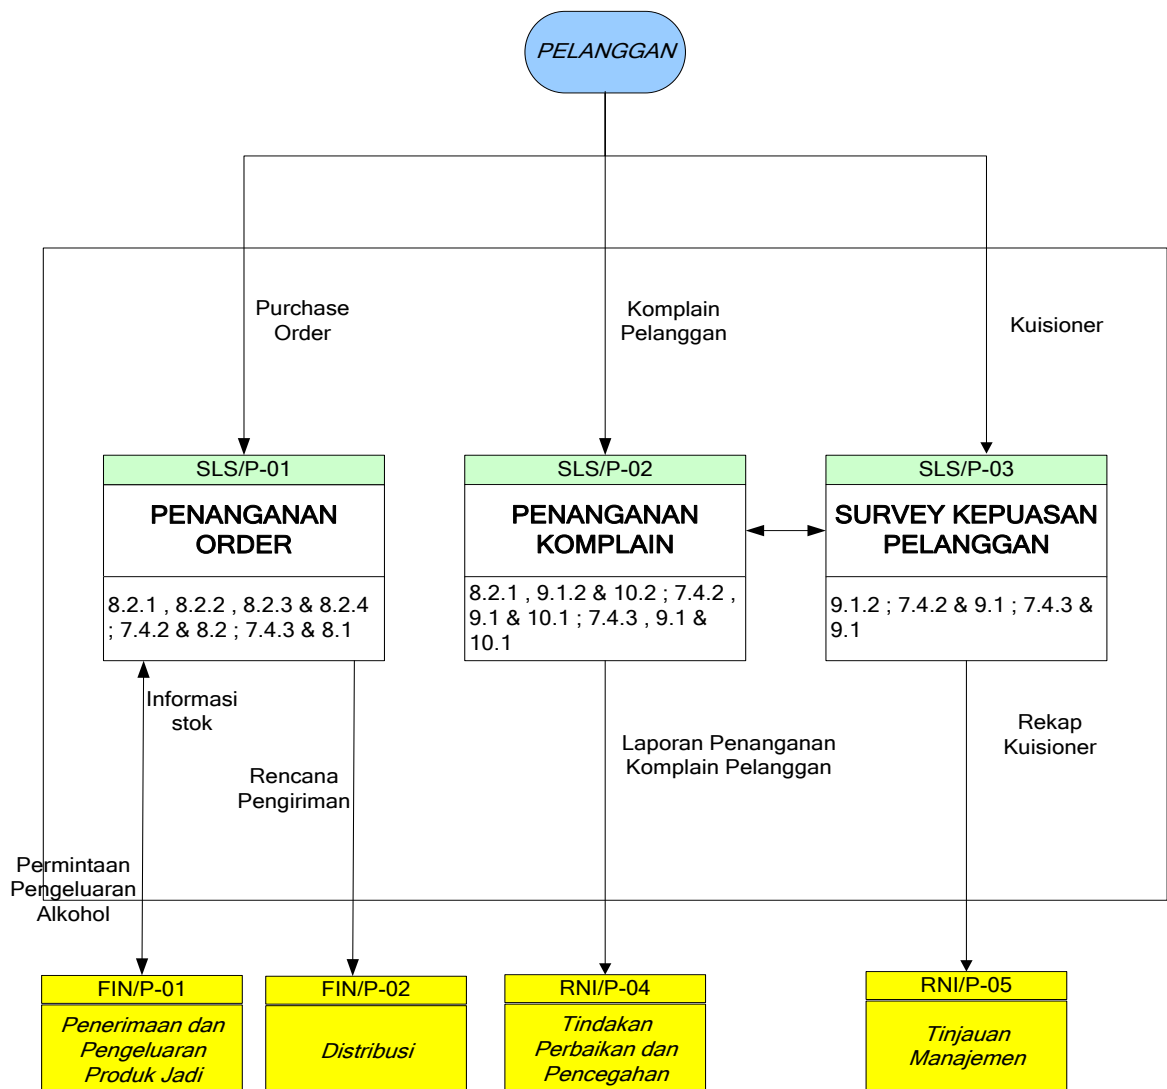 PELANGGAN
Purchase
Order
Komplain
Pelanggan
Kuisioner
SLS/P-01
PENANGANAN
ORDER
8.2.1 , 8.2.2 , 8.2.3 & 8.2.4
; 7.4.2 & 8.2 ; 7.4.3 & 8.1
SLS/P-02
PENANGANAN
KOMPLAIN
8.2.1 , 9.1.2 & 10.2 ; 7.4.2 ,
9.1 & 10.1 ; 7.4.3 , 9.1 &
10.1
SLS/P-03
SURVEY KEPUASAN
PELANGGAN
9.1.2 ; 7.4.2 & 9.1 ; 7.4.3 &
9.1
Informasi
stok
Rencana
Pengiriman
Laporan Penanganan
Komplain Pelanggan
Rekap
Kuisioner
Permintaan
Pengeluaran
Alkohol
FIN/P-01
Penerimaan dan
Pengeluaran
Produk Jadi
FIN/P-02
Distribusi
RNI/P-04
Tindakan
Perbaikan dan
Pencegahan
RNI/P-05
Tinjauan
Manajemen